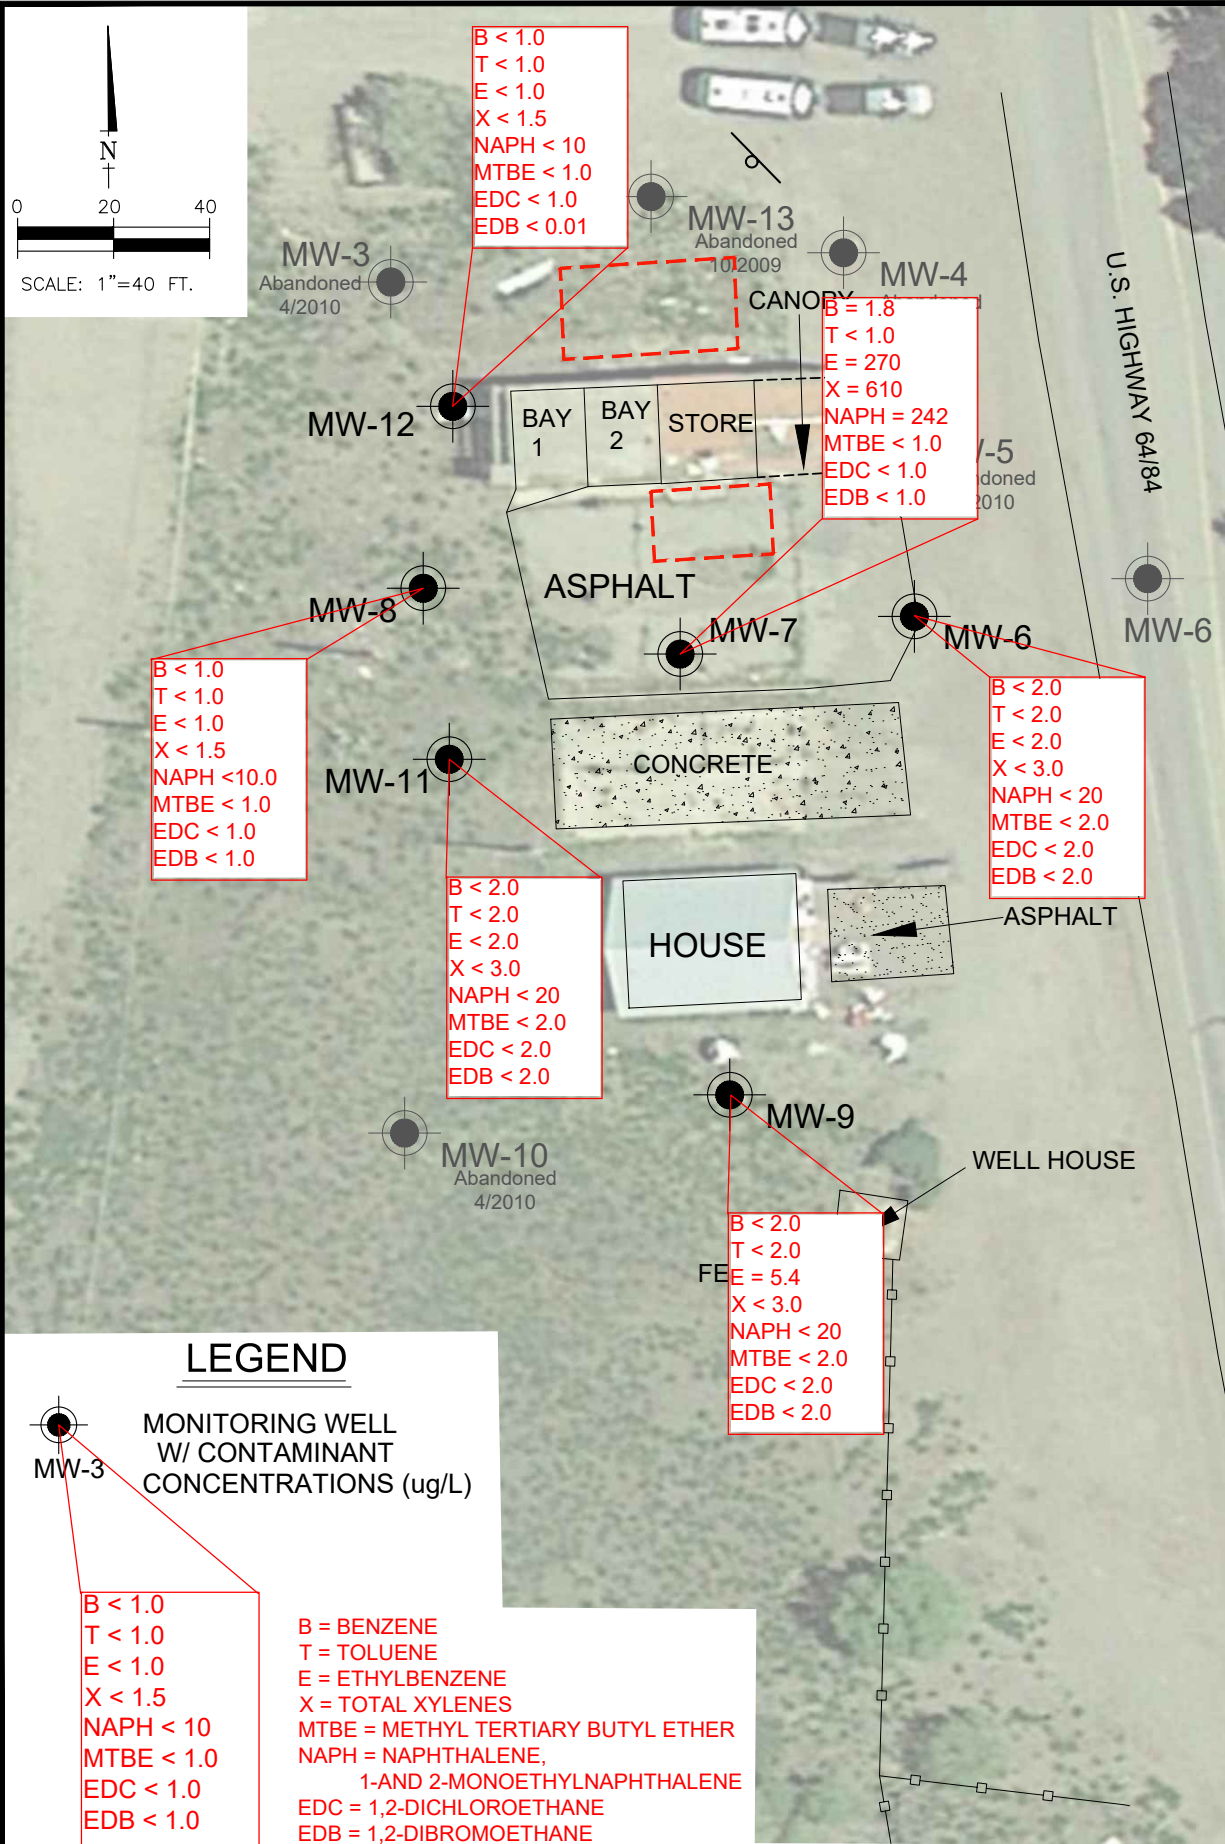 N
0 20 40
SCALE: 1"=40 FT.
B < 1.0
T < 1.0
E < 1.0
X < 1.5
NAPH < 10
MTBE < 1.0
EDC < 1.0
EDB < 0.01
MW-3
Abandoned
4/2010
MW-13
Abandoned
10/2009
MW-4
CANOPY
B = 1.8
T < 1.0
E = 270
X = 610
NAPH = 242
MTBE < 1.0
EDC < 1.0
EDB < 1.0
U.S. HIGHWAY 64/84
MW-12
BAY
1
BAY
2
STORE
-5
ndoned
2010
ASPHALT
MW-8
MW-7
MW-6
MW-6
B < 1.0
T < 1.0
E < 1.0
X < 1.5
NAPH <10.0
MTBE < 1.0
EDC < 1.0
EDB < 1.0
B < 2.0
T < 2.0
E < 2.0
X < 3.0
NAPH < 20
MTBE < 2.0
EDC < 2.0
EDB < 2.0
MW-11
CONCRETE
B < 2.0
T < 2.0
E < 2.0
X < 3.0
NAPH < 20
MTBE < 2.0
EDC < 2.0
EDB < 2.0
HOUSE
ASPHALT
MW-9
MW-10
Abandoned
4/2010
WELL HOUSE
FE
B < 2.0
T < 2.0
E = 5.4
X < 3.0
NAPH < 20
MTBE < 2.0
EDC < 2.0
EDB < 2.0
LEGEND
MW-3
MONITORING WELL
W/ CONTAMINANT
CONCENTRATIONS (ug/L)
B < 1.0
T < 1.0
E < 1.0
X < 1.5
NAPH < 10
MTBE < 1.0
EDC < 1.0
EDB < 1.0
B = BENZENE
T = TOLUENE
E = ETHYLBENZENE
X = TOTAL XYLENES
MTBE = METHYL TERTIARY BUTYL ETHER
NAPH = NAPHTHALENE,
1-AND 2-MONOETHYLNAPHTHALENE
EDC = 1,2-DICHLOROETHANE
EDB = 1,2-DIBROMOETHANE